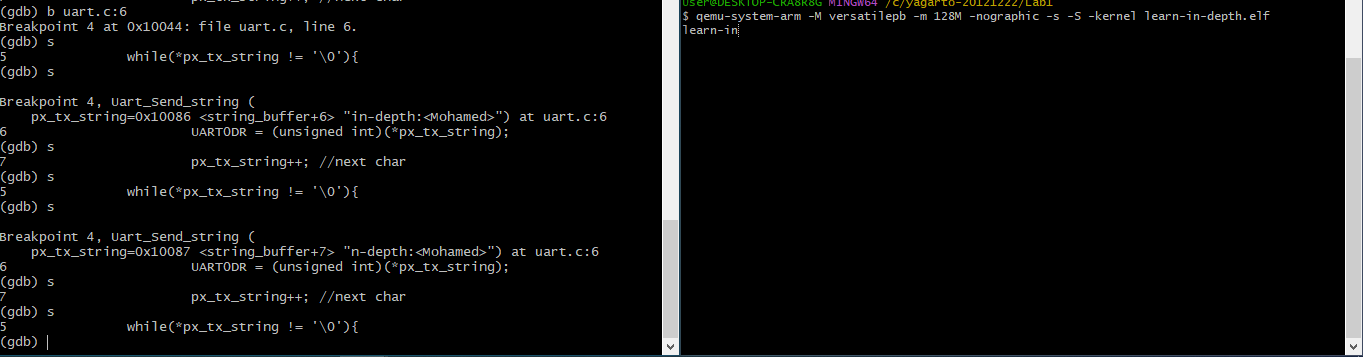 (gdb) b uart.c:6
Breakpoint 4 at 0x10044: file uart.c, line 6.
(gdb) s
5 while(*px_tx_string != '\0'){
(gdb) s
Breakpoint 4, Uart_Send_string (
px_tx_string=0x10086 <string_buffer+6> "in-depth:<Mohamed>") at uart.c:6
6 UART0DR = (unsigned int)(*px_tx_string);
(gdb) s
7 px_tx_string++; //next char
(gdb) s
5 while(*px_tx_string != '\0'){
(gdb) s
Breakpoint 4, Uart_Send_string (
px_tx_string=0x10087 <string_buffer+7> "n-depth:<Mohamed>") at uart.c:6
6 UART0DR = (unsigned int)(*px_tx_string);
(gdb) s
7 px_tx_string++; //next char
(gdb) s
5 while(*px_tx_string != '\0'){
(gdb)
User@DESKTOP-CRA8R8G MINGW64 /c/yagarto-20121222/Lab1
$ qemu-system-arm -M versatilepb -m 128M -nographic -s -S -kernel learn-in-depth.elf
learn-in